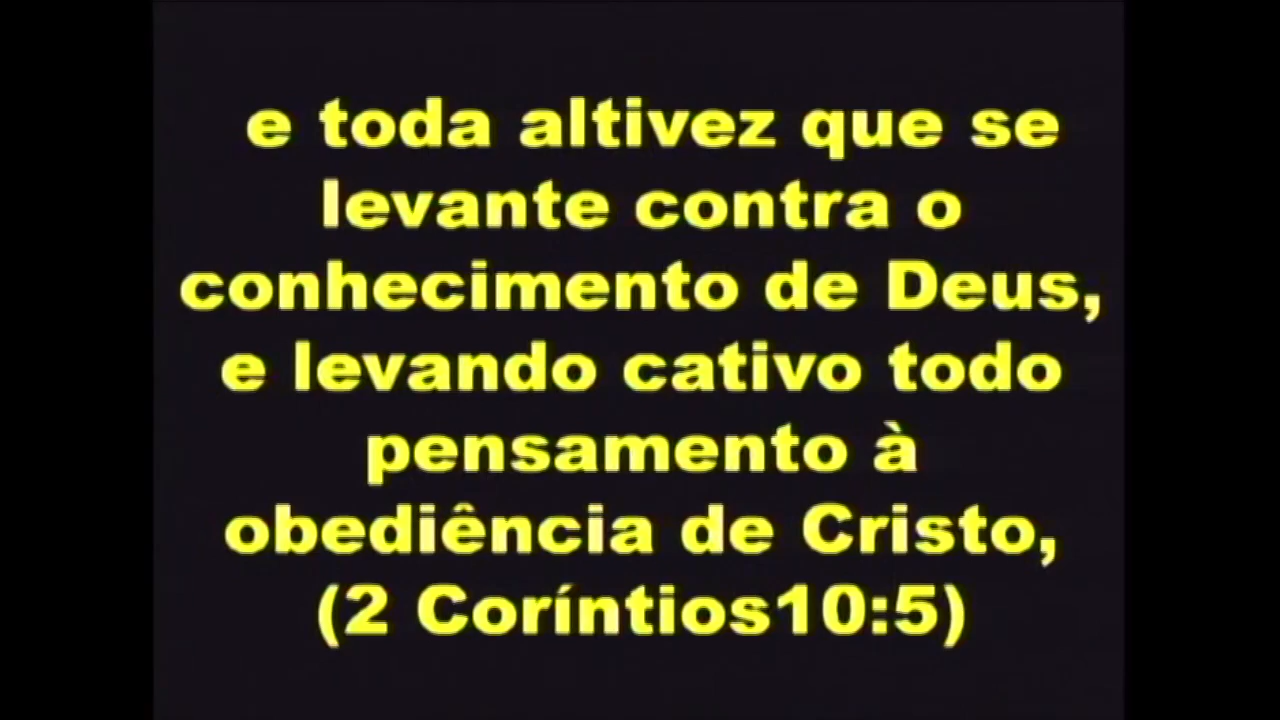 e toda altivez que se
levante contra o
conhecimento de Deus,
e levando cativo todo
pensamento à
obediência de Cristo,
(2 Coríntios10:5)